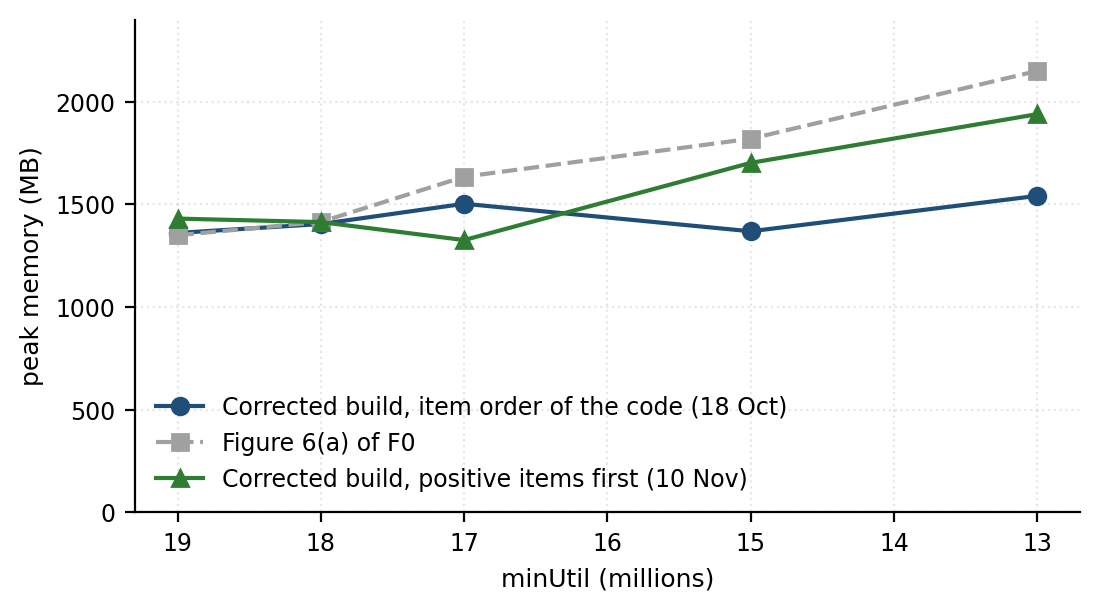 2000
1500
1000
500
0
peak memory (MB)
Corrected build, item order of the code (18 Oct)
Figure 6(a) of F0
Corrected build, positive items first (10 Nov)
19 18 17 16 15 14 13
minUtil (millions)